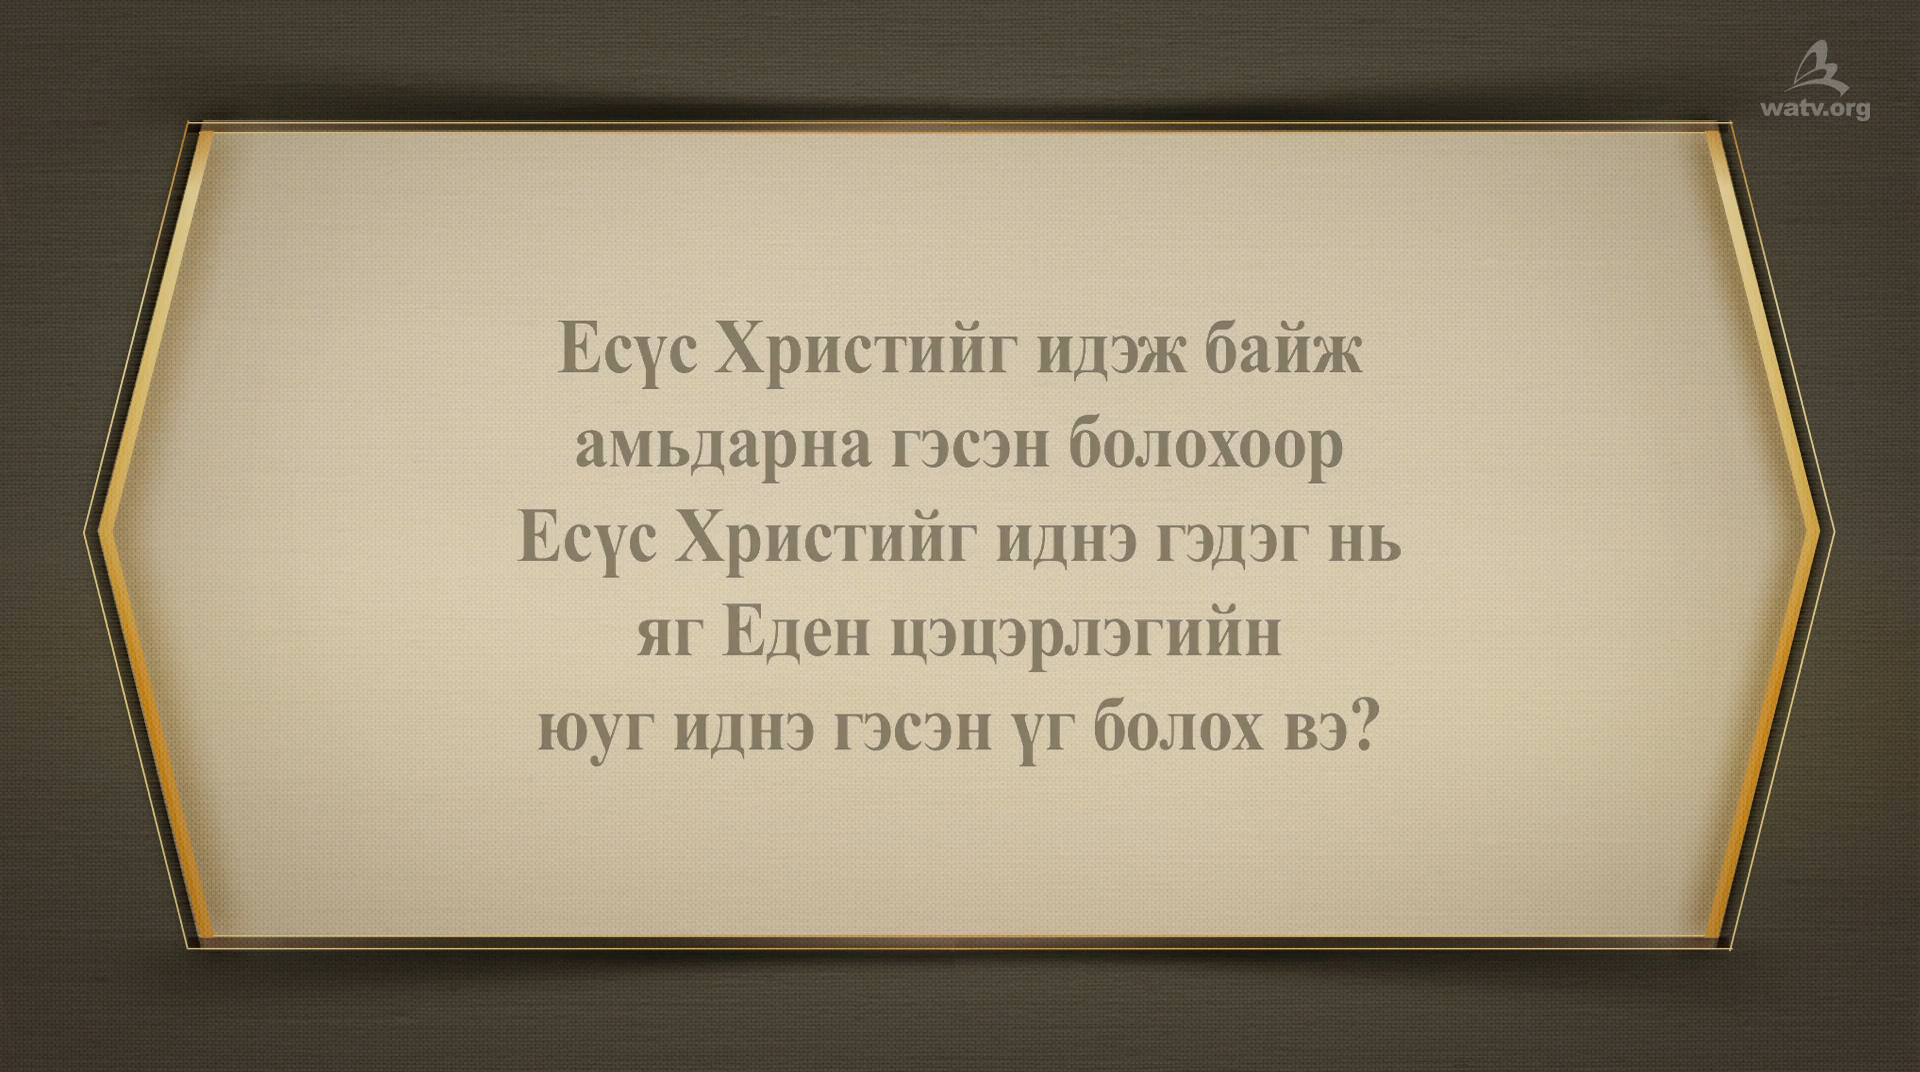 watv.org
Есүс Христийг идэж байж
амьдарна гэсэн болохоор
Есүс Христийг иднэ гэдэг нь
яг Еден цэцэрлэгийн
юуг иднэ гэсэн үг болох вэ?